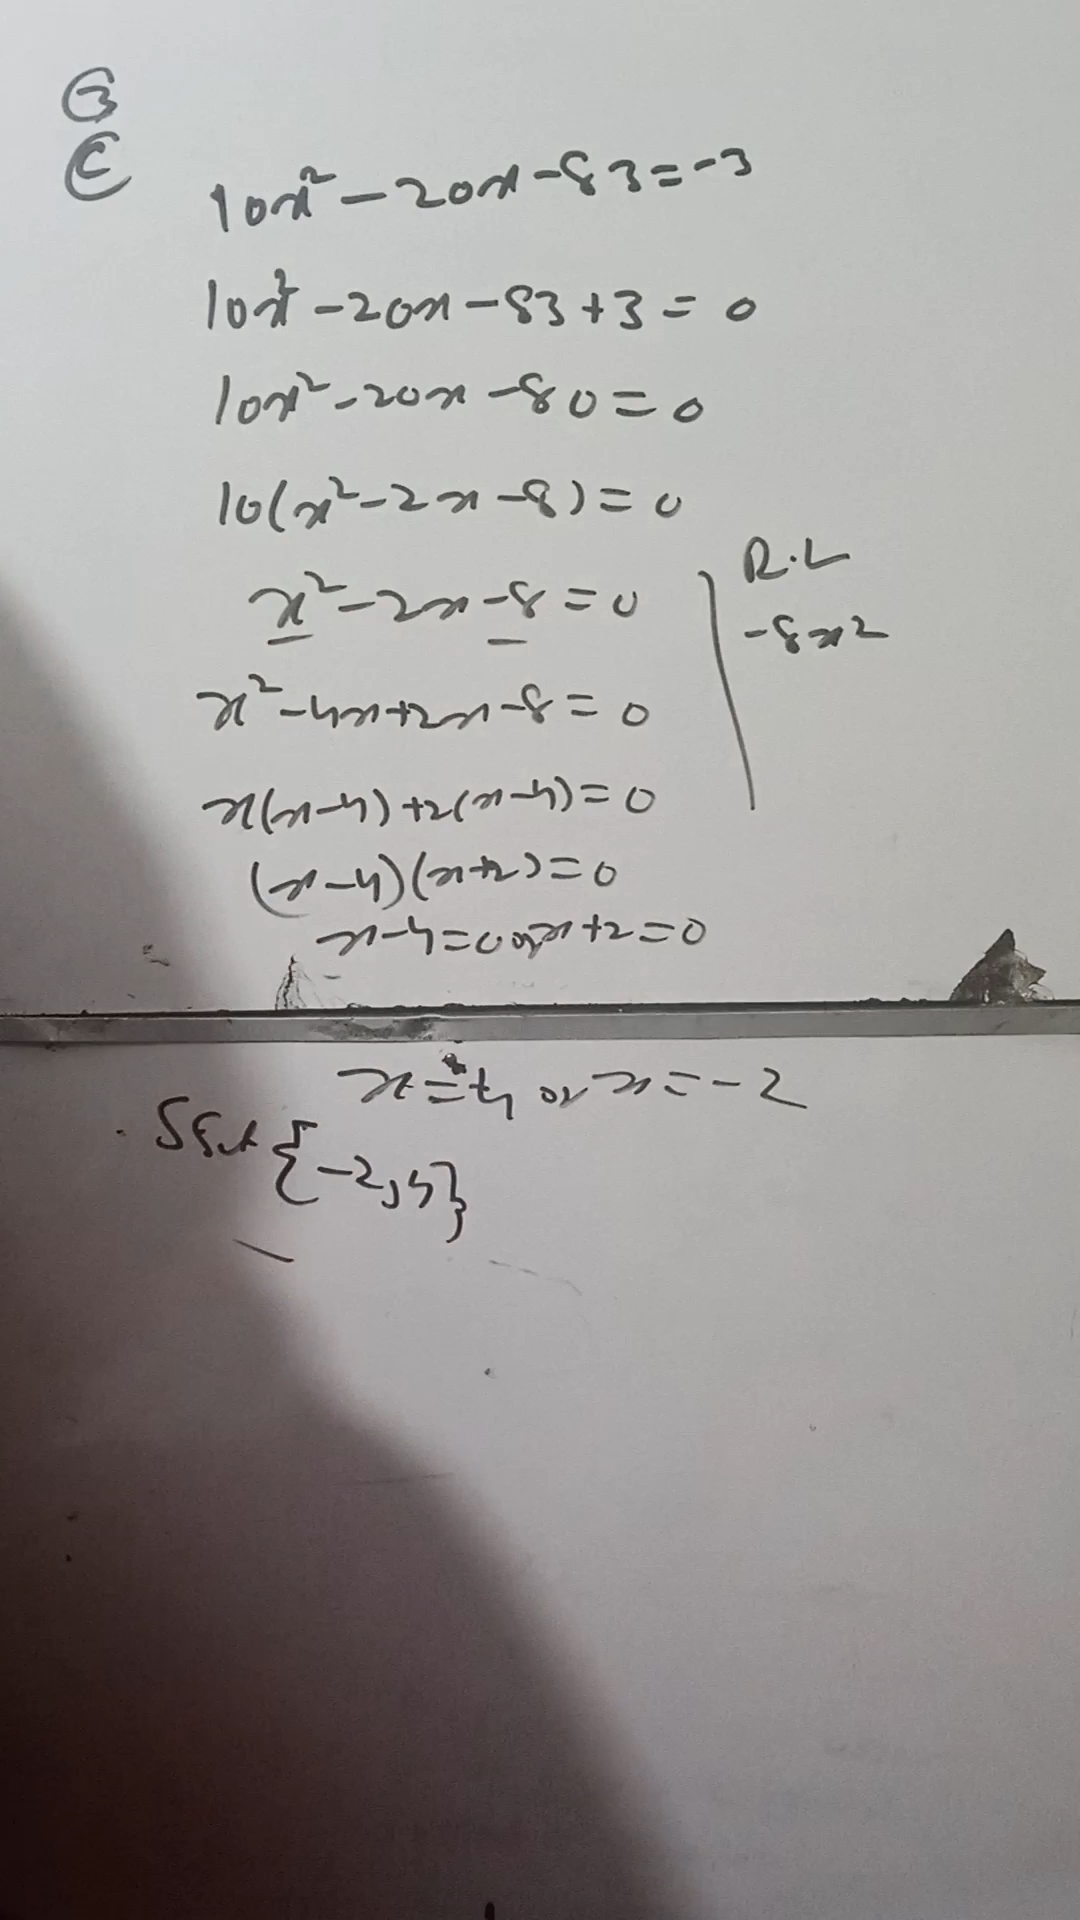 ③
Ⓒ
10x² - 20x - 83 = -3
10x² - 20x - 83 + 3 = 0
10x² - 20x - 80 = 0
10(x² - 2x - 8) = 0
x² - 2x - 8 = 0
R.L
-8x²
x² - 4x + 2x - 8 = 0
x(x-4) + 2(x-4) = 0
(x-4)(x+2) = 0
x-4=0 or x+2=0
x = 4 or x = -2
{-2,4}